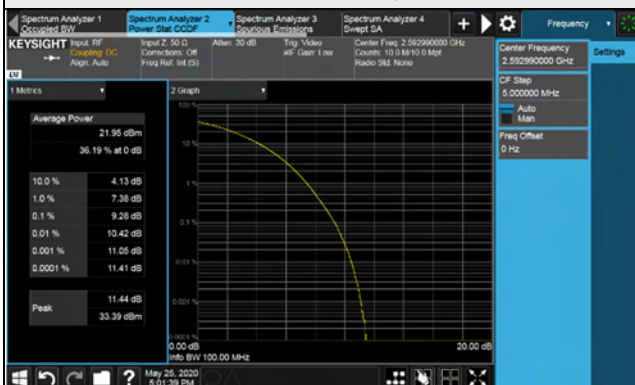 Spectrum Analyzer 1
Occupied BW
Spectrum Analyzer 2
Power Stat CCDF
Spectrum Analyzer 3
Spurious Emissions
Spectrum Analyzer 4
Swept SA
Frequency
KEYSIGHT
Input: RF
Coupling: DC
Align: Auto
Input Z: 50 Ω
Corrections: Off
Freq Ref: Int (S)
Atten: 30 dB
Trig: Video
#IF Gain: Low
Center Freq: 2.592990000 GHz
Counts: 10.0 M/10.0 Mpt
Radio Std: None
Center Frequency
2.592990000 GHz
Settings
CF Step
5.000000 MHz
Auto
Man
Freq Offset
0 Hz
1 Metrics
2 Graph
Average Power
21.95 dBm
36.19 % at 0 dB
10.0 % 4.13 dB
1.0 % 7.38 dB
0.1 % 9.28 dB
0.01 % 10.42 dB
0.001 % 11.05 dB
0.0001 % 11.41 dB
Peak
11.44 dB
33.39 dBm
100 %
10 %
1 %
0.1 %
0.01 %
0.001 %
0.0001 %
0.00 dB
20.00 dB
Info BW 100.00 MHz
May 25, 2020
5:01:39 PM